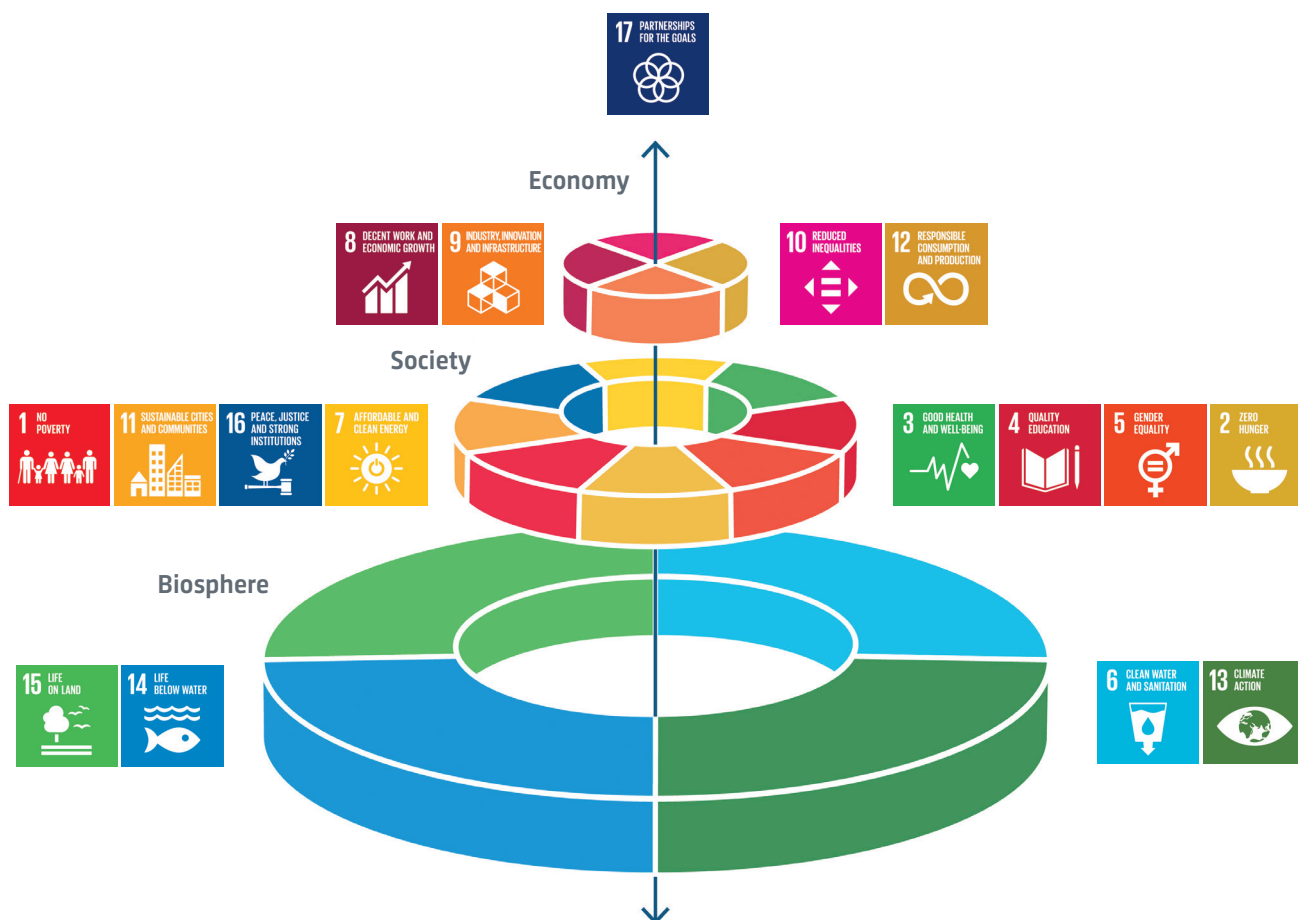 17 PARTNERSHIPS
FOR THE GOALS
Economy
8 DECENT WORK AND
ECONOMIC GROWTH
9 INDUSTRY, INNOVATION
AND INFRASTRUCTURE
10 REDUCED
INEQUALITIES
12 RESPONSIBLE
CONSUMPTION
AND PRODUCTION
Society
1 NO
POVERTY
11 SUSTAINABLE CITIES
AND COMMUNITIES
16 PEACE, JUSTICE
AND STRONG
INSTITUTIONS
7 AFFORDABLE AND
CLEAN ENERGY
3 GOOD HEALTH
AND WELL-BEING
4 QUALITY
EDUCATION
5 GENDER
EQUALITY
2 ZERO
HUNGER
Biosphere
15 LIFE
ON LAND
14 LIFE
BELOW WATER
6 CLEAN WATER
AND SANITATION
13 CLIMATE
ACTION